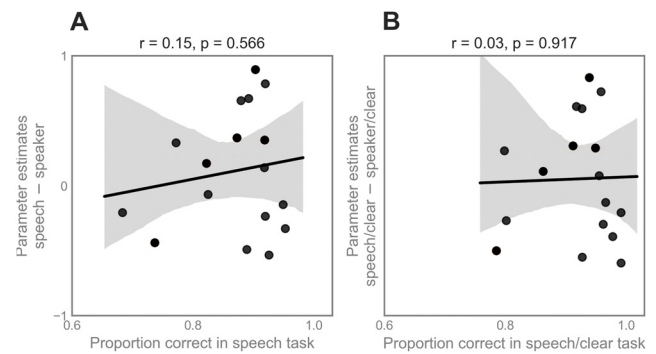 A
r = 0.15, p = 0.566
Parameter estimates
speech – speaker
1
0
−1
0.6
0.8
1.0
Proportion correct in speech task
B
r = 0.03, p = 0.917
Parameter estimates
speech/clear – speaker/clear
0.6
0.8
1.0
Proportion correct in speech/clear task